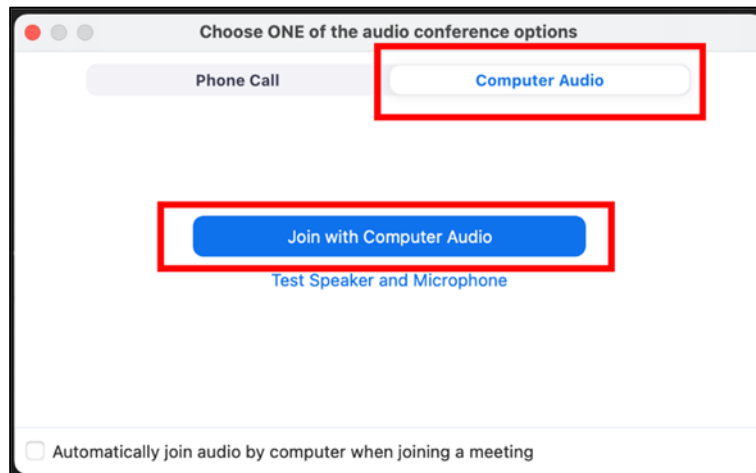 Choose ONE of the audio conference options
Phone Call
Computer Audio
Join with Computer Audio
Test Speaker and Microphone
Automatically join audio by computer when joining a meeting